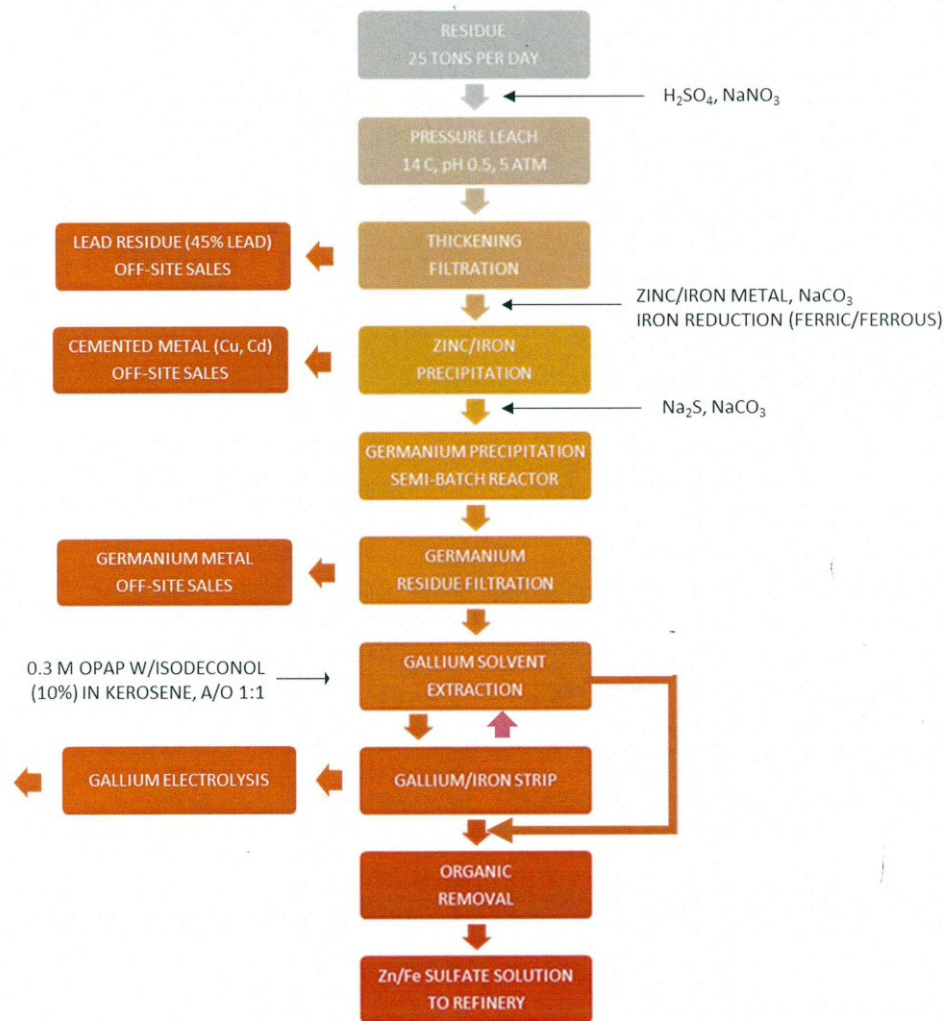 RESIDUE
25 TONS PER DAY
H₂SO₄, NaNO₃
PRESSURE LEACH
14 C, pH 0.5, 5 ATM
LEAD RESIDUE (45% LEAD)
OFF-SITE SALES
THICKENING
FILTRATION
ZINC/IRON METAL, NaCO₃
IRON REDUCTION (FERRIC/FERROUS)
CEMENTED METAL (Cu, Cd)
OFF-SITE SALES
ZINC/IRON
PRECIPITATION
Na₂S, NaCO₃
GERMANIUM PRECIPITATION
SEMI-BATCH REACTOR
GERMANIUM METAL
OFF-SITE SALES
GERMANIUM
RESIDUE FILTRATION
0.3 M OPAP W/ISODECONOL
(10%) IN KEROSENE, A/O 1:1
GALLIUM SOLVENT
EXTRACTION
GALLIUM ELECTROLYSIS
GALLIUM/IRON STRIP
ORGANIC
REMOVAL
Zn/Fe SULFATE SOLUTION
TO REFINERY